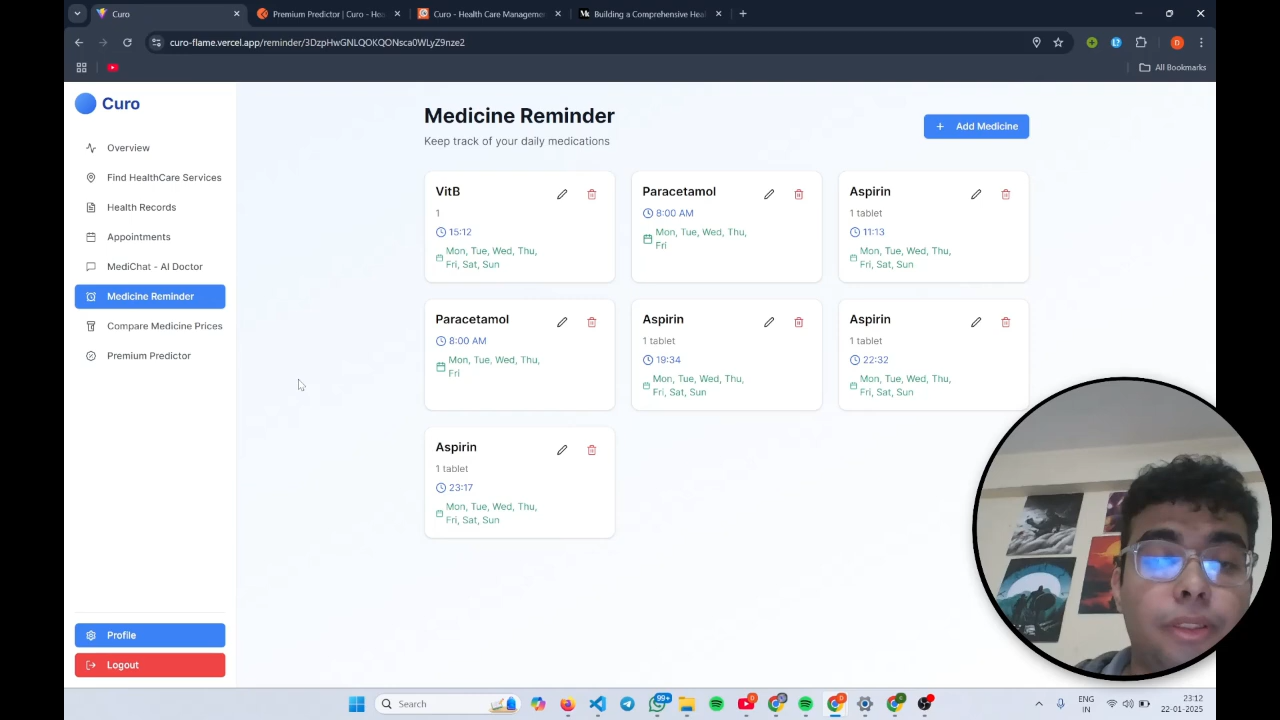 Curo
Premium Predictor | Curo - Hea
Curo - Health Care Managemen
Building a Comprehensive Heal
curo-flame.vercel.app/reminder/3DzpHwGNLQOKQONsca0WLyZ9nze2
All Bookmarks
Curo
Overview
Find HealthCare Services
Health Records
Appointments
MediChat - AI Doctor
Medicine Reminder
Compare Medicine Prices
Premium Predictor
Profile
Logout
Medicine Reminder
Keep track of your daily medications
+ Add Medicine
VitB
1
15:12
Mon, Tue, Wed, Thu,
Fri, Sat, Sun
Paracetamol
8:00 AM
Mon, Tue, Wed, Thu,
Fri
Aspirin
1 tablet
11:13
Mon, Tue, Wed, Thu,
Fri, Sat, Sun
Paracetamol
8:00 AM
Mon, Tue, Wed, Thu,
Fri
Aspirin
1 tablet
19:34
Mon, Tue, Wed, Thu,
Fri, Sat, Sun
Aspirin
1 tablet
22:32
Mon, Tue, Wed, Thu,
Fri, Sat, Sun
Aspirin
1 tablet
23:17
Mon, Tue, Wed, Thu,
Fri, Sat, Sun
Search
99+
ENG
IN
23:12
22-01-2025